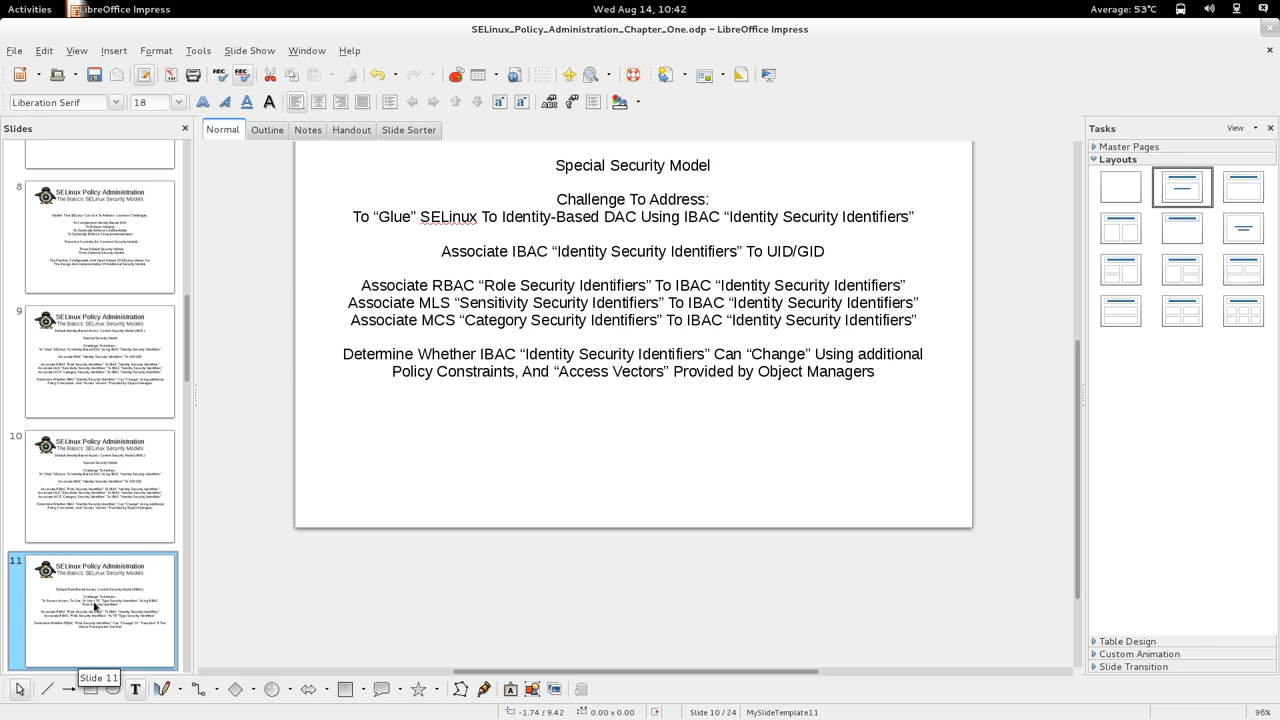 Activities
LibreOffice Impress
Wed Aug 14, 10:42
Average: 53°C
SELinux_Policy_Administration_Chapter_One.odp – LibreOffice Impress
File Edit View Insert Format Tools Slide Show Window Help
Liberation Serif
18
Slides
Normal Outline Notes Handout Slide Sorter
Tasks
View
Master Pages
Layouts
8
SELinux Policy Administration
The Basics: SELinux Security Models
9
SELinux Policy Administration
The Basics: SELinux Security Models
10
SELinux Policy Administration
The Basics: SELinux Security Models
11
SELinux Policy Administration
The Basics: SELinux Security Models
Slide 11
Special Security Model
Challenge To Address:
To “Glue” SELinux To Identity-Based DAC Using IBAC “Identity Security Identifiers”
Associate IBAC “Identity Security Identifiers” To UID/GID
Associate RBAC “Role Security Identifiers” To IBAC “Identity Security Identifiers”
Associate MLS “Sensitivity Security Identifiers” To IBAC “Identity Security Identifiers”
Associate MCS “Category Security Identifiers” To IBAC “Identity Security Identifiers”
Determine Whether IBAC “Identity Security Identifiers” Can “Change” Using additional
Policy Constraints, And “Access Vectors” Provided by Object Managers
Table Design
Custom Animation
Slide Transition
-1.74 / 9.42
0.00 x 0.00
Slide 10 / 24
MySlideTemplate11
96%